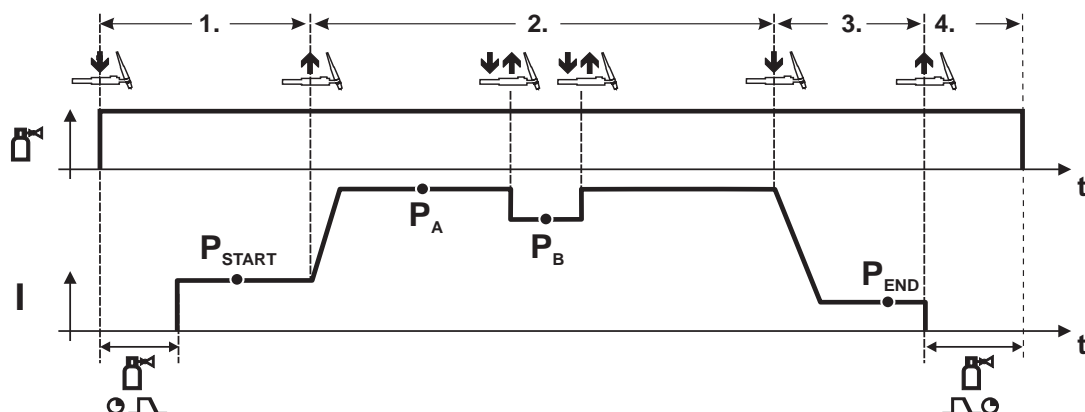 1. 2. 3. 4.
t
P_A
P_B
P_START
P_END
I
t